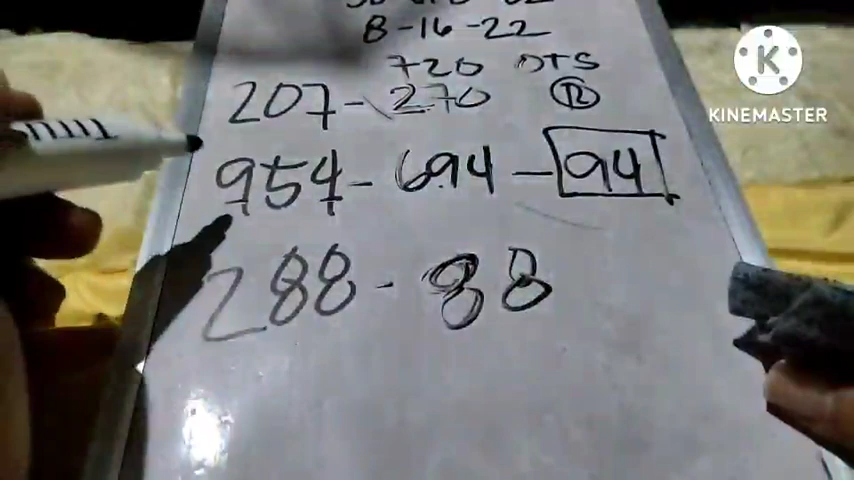 8-16-22
720 DTS
207-270 R
954-694-94
288-88
K
KINEMASTER